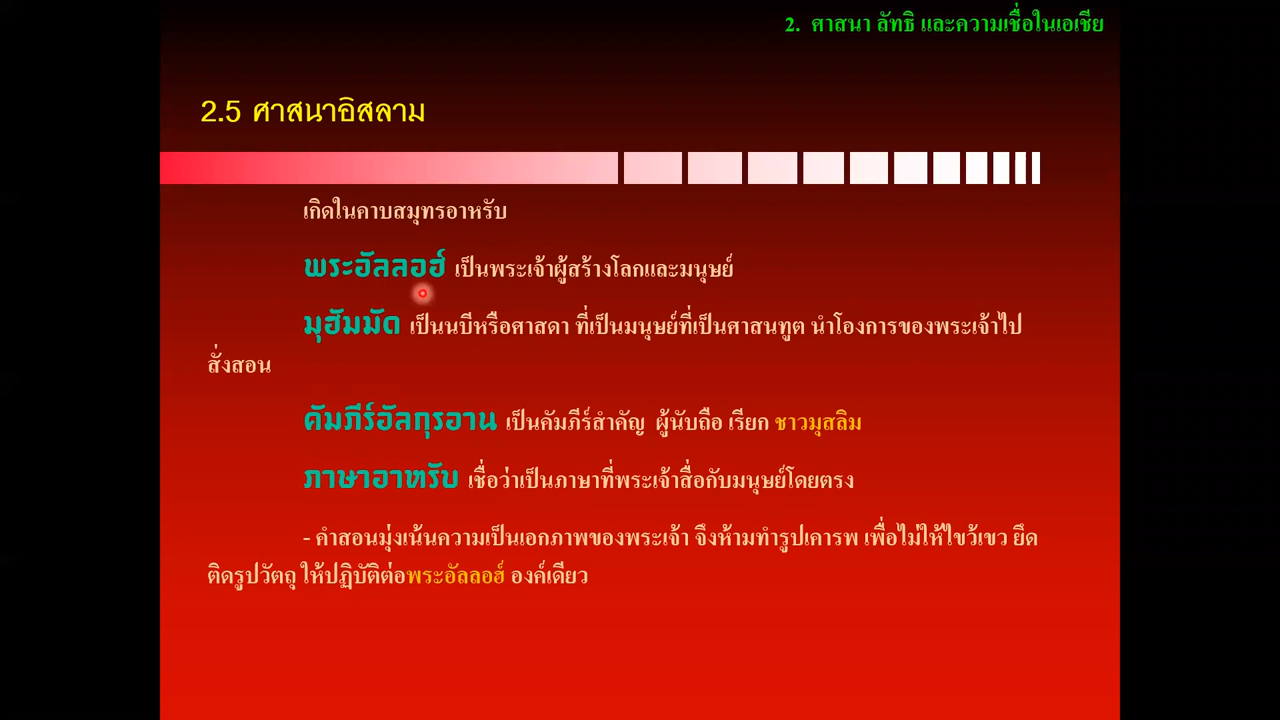 2. ศาสนา ลัทธิ และความเชื่อในเอเชีย
2.5 ศาสนาอิสลาม
เกิดในคาบสมุทรอาหรับ
พระอัลลอฮ์ เป็นพระเจ้าผู้สร้างโลกและมนุษย์
มุฮัมมัด เป็นนบีหรือศาสดา ที่เป็นมนุษย์ที่เป็นศาสนทูต นำโองการของพระเจ้าไป
สั่งสอน
คัมภีร์อัลกุรอาน เป็นคัมภีร์สำคัญ ผู้นับถือ เรียก ชาวมุสลิม
ภาษาอาหรับ เชื่อว่าเป็นภาษาที่พระเจ้าสื่อกับมนุษย์โดยตรง
- คำสอนมุ่งเน้นความเป็นเอกภาพของพระเจ้า จึงห้ามทำรูปเคารพ เพื่อไม่ให้ไขว้เขว ยึด
ติดรูปวัตถุ ให้ปฏิบัติต่อพระอัลลอฮ์ องค์เดียว